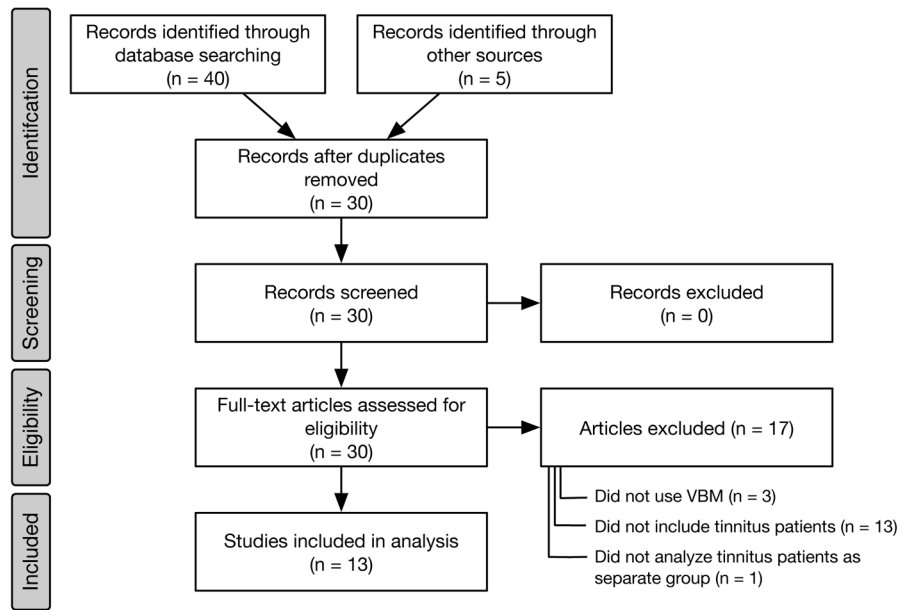 Identifcation
Records identified through
database searching
(n = 40)
Records identified through
other sources
(n = 5)
Records after duplicates
removed
(n = 30)
Screening
Records screened
(n = 30)
Records excluded
(n = 0)
Eligibility
Full-text articles assessed for
eligibility
(n = 30)
Articles excluded (n = 17)
Did not use VBM (n = 3)
Did not include tinnitus patients (n = 13)
Did not analyze tinnitus patients as
separate group (n = 1)
Included
Studies included in analysis
(n = 13)